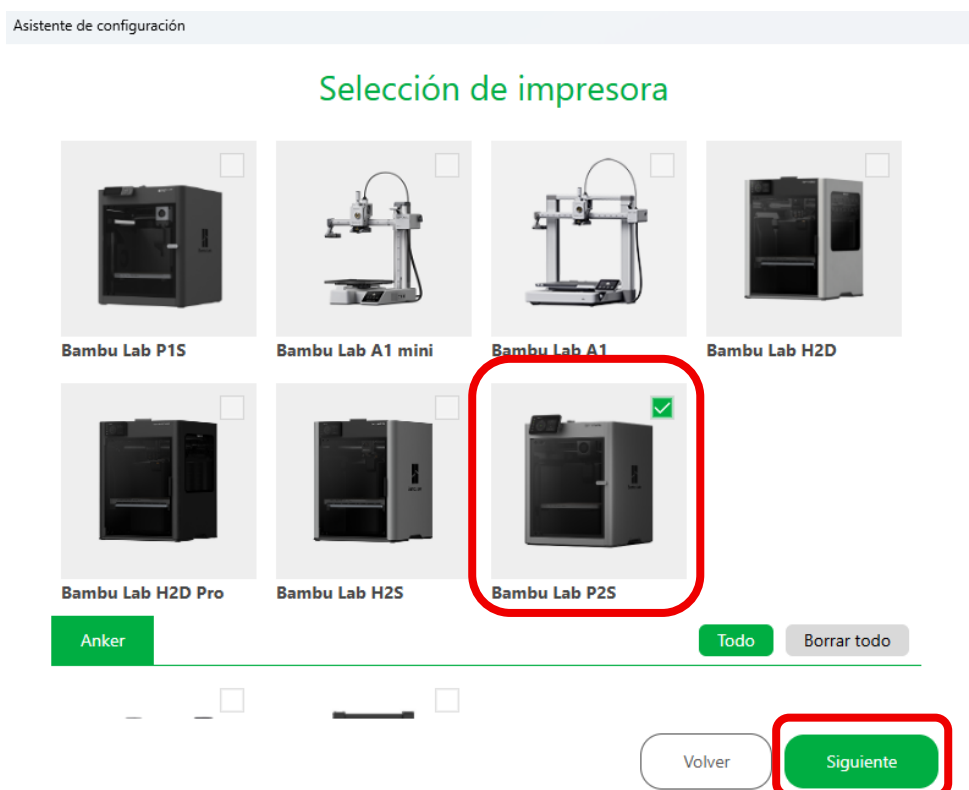 Asistente de configuración
Selección de impresora
Bambu Lab P1S
Bambu Lab A1 mini
Bambu Lab A1
Bambu Lab H2D
Bambu Lab H2D Pro
Bambu Lab H2S
Bambu Lab P2S
Anker
Todo
Borrar todo
Volver
Siguiente